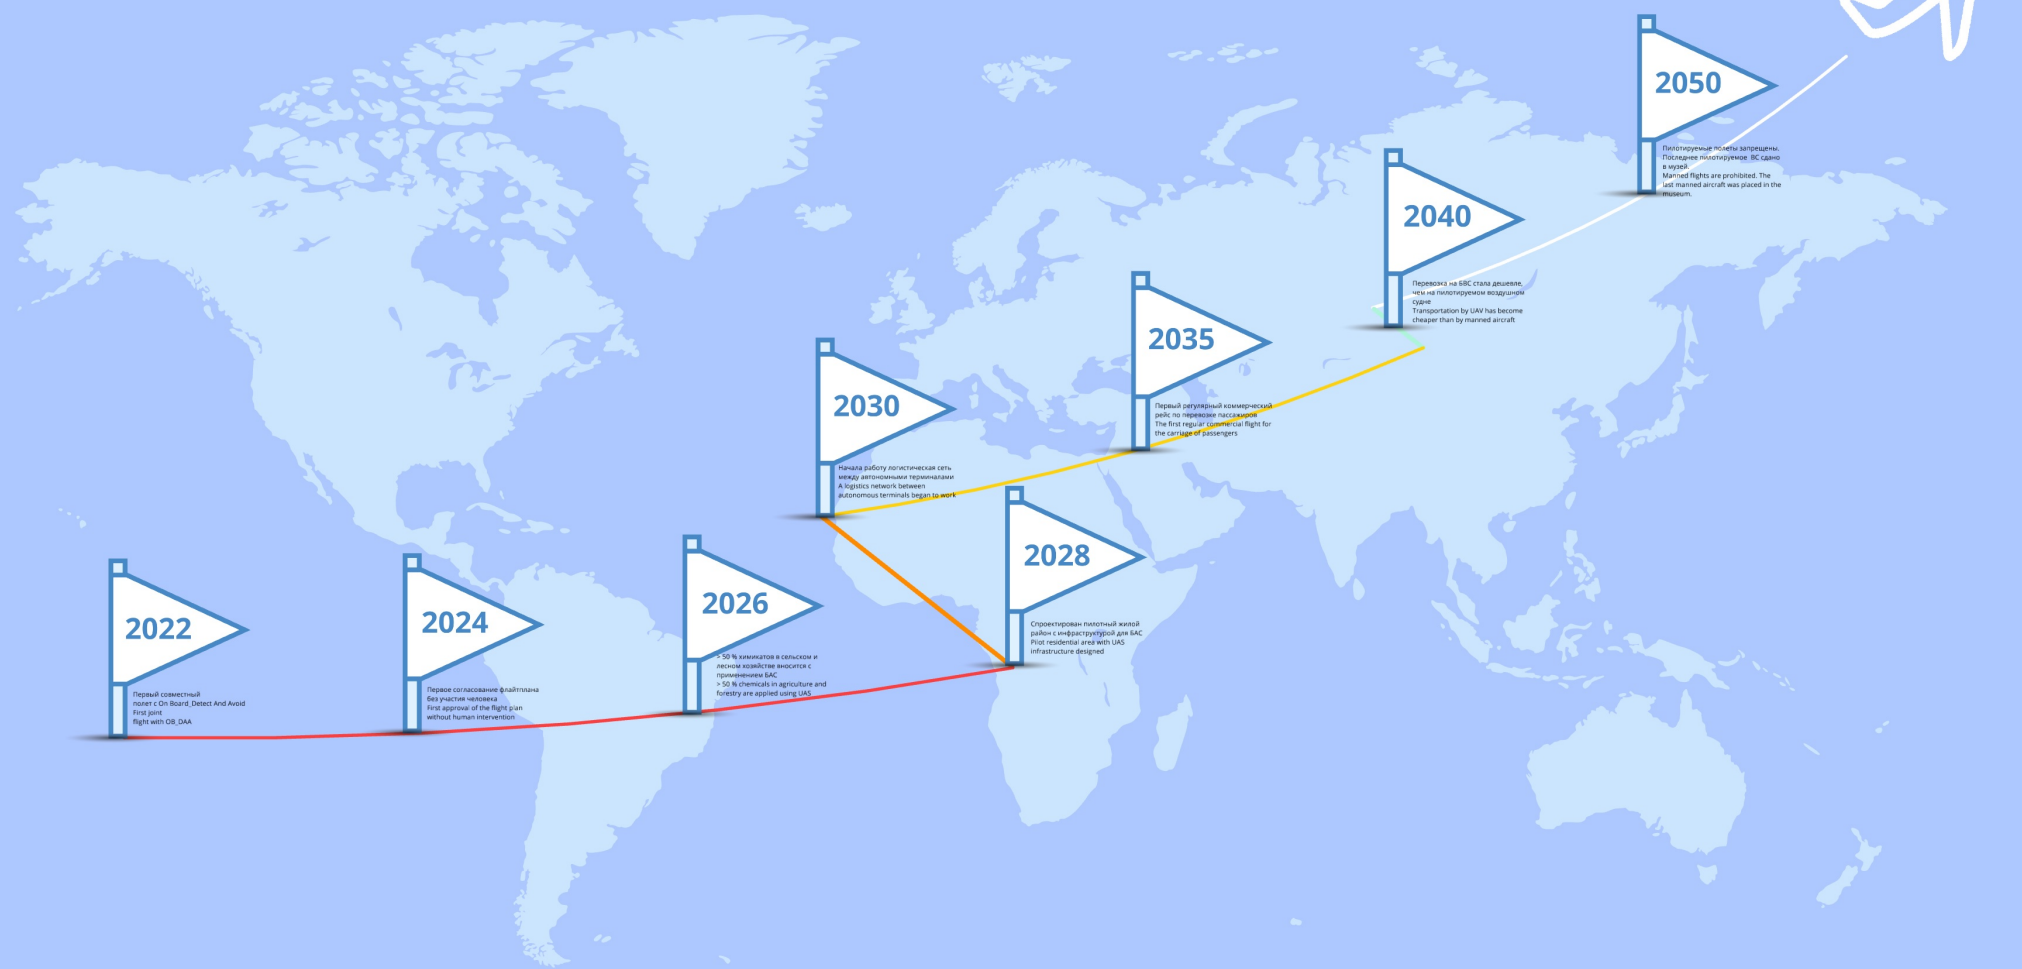 2022
Первый совместный
полет с On Board_Detect And Avoid
First joint
flight with OB_DAA
2024
Первое согласование флайтплана
без участия человека
First approval of the flight plan
without human intervention
2026
> 50 % химикатов в сельском и
лесном хозяйстве вносится с
применением БАС
> 50 % chemicals in agriculture and
forestry are applied using UAS
2028
Спроектирован пилотный жилой
район с инфраструктурой для БАС
Pilot residential area with UAS
infrastructure designed
2030
Начала работу логистическая сеть
между автономными терминалами
A logistics network between
autonomous terminals began to work
2035
Первый регулярный коммерческий
рейс по перевозке пассажиров
The first regular commercial flight for
the carriage of passengers
2040
Перевозка на БВС стала дешевле,
чем на пилотируемом воздушном
судне
Transportation by UAV has become
cheaper than by manned aircraft
2050
Пилотируемые полеты запрещены.
Последнее пилотируемое ВС сдано
в музей.
Manned flights are prohibited. The
last manned aircraft was placed in the
museum.